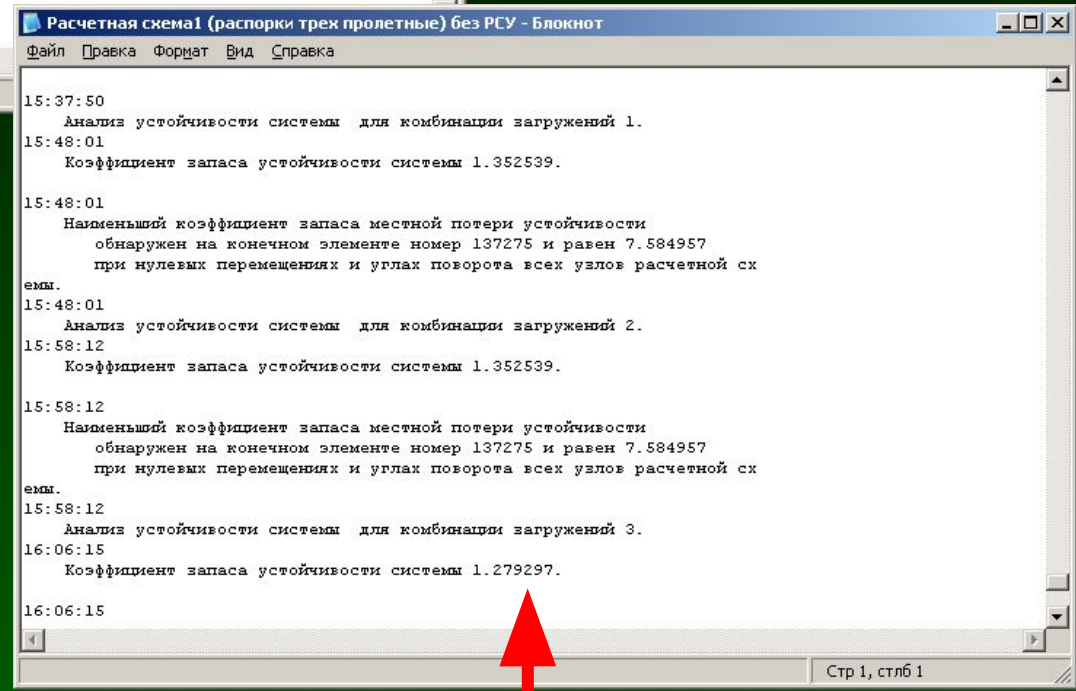 Расчетная схема1 (распорки трех пролетные) без РСУ - Блокнот
Файл Правка Формат Вид Справка
15:37:50
Анализ устойчивости системы для комбинации загружений 1.
15:48:01
Коэффициент запаса устойчивости системы 1.352539.
15:48:01
Наименьший коэффициент запаса местной потери устойчивости
обнаружен на конечном элементе номер 137275 и равен 7.584957
при нулевых перемещениях и углах поворота всех узлов расчетной сх
емы.
15:48:01
Анализ устойчивости системы для комбинации загружений 2.
15:58:12
Коэффициент запаса устойчивости системы 1.352539.
15:58:12
Наименьший коэффициент запаса местной потери устойчивости
обнаружен на конечном элементе номер 137275 и равен 7.584957
при нулевых перемещениях и углах поворота всех узлов расчетной сх
емы.
15:58:12
Анализ устойчивости системы для комбинации загружений 3.
16:06:15
Коэффициент запаса устойчивости системы 1.279297.
16:06:15
Стр 1, стлб 1